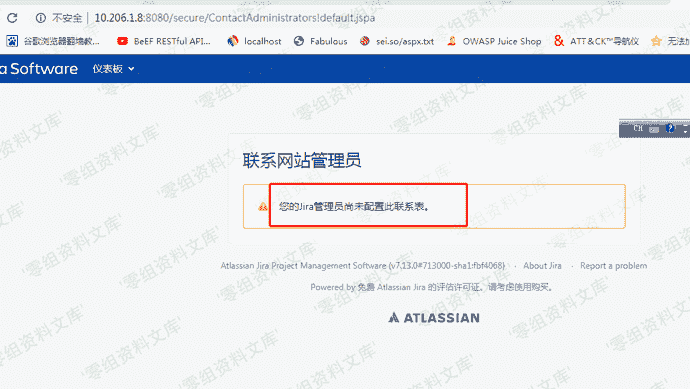 不安全 | 10.206.1.8:8080/secure/ContactAdministrators!default.jspa
谷歌浏览器翻墙教... BeEF RESTful API... localhost Fabulous sei.so/aspx.txt OWASP Juice Shop ATT&CK™导航仪 无法加
a Software 仪表板
CH
联系网站管理员
您的Jira管理员尚未配置此联系表。
Atlassian Jira Project Management Software (v7.13.0#713000-sha1:fbf4068) · About Jira · Report a problem
Powered by 免费 Atlassian Jira 的评估许可证。请考虑使用购买。
ATLASSIAN
'零组资料文库'